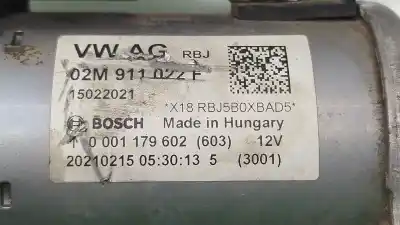 VW AG RBJ
02M 911 022 F
15022021
*X18 RBJ5B0XBAD5*
BOSCH Made in Hungary
1 0 001 179 602 (603) 12V
20210215 05:30:13 5 (3001)